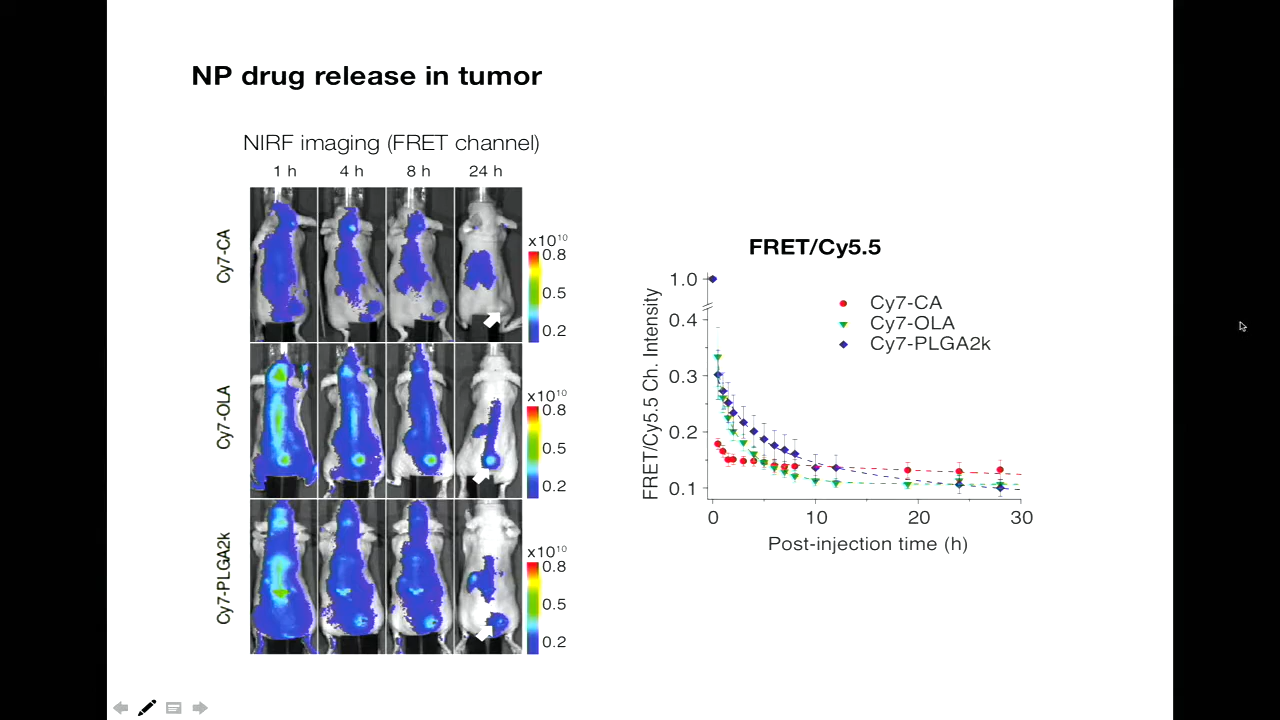 NP drug release in tumor
NIRF imaging (FRET channel)
1 h 4 h 8 h 24 h
Cy7-CA
x10¹⁰
0.8
0.5
0.2
Cy7-OLA
x10¹⁰
0.8
0.5
0.2
Cy7-PLGA2k
x10¹⁰
0.8
0.5
0.2
FRET/Cy5.5
FRET/Cy5.5 Ch. Intensity
1.0
0.4
0.3
0.2
0.1
Cy7-CA
Cy7-OLA
Cy7-PLGA2k
0 10 20 30
Post-injection time (h)